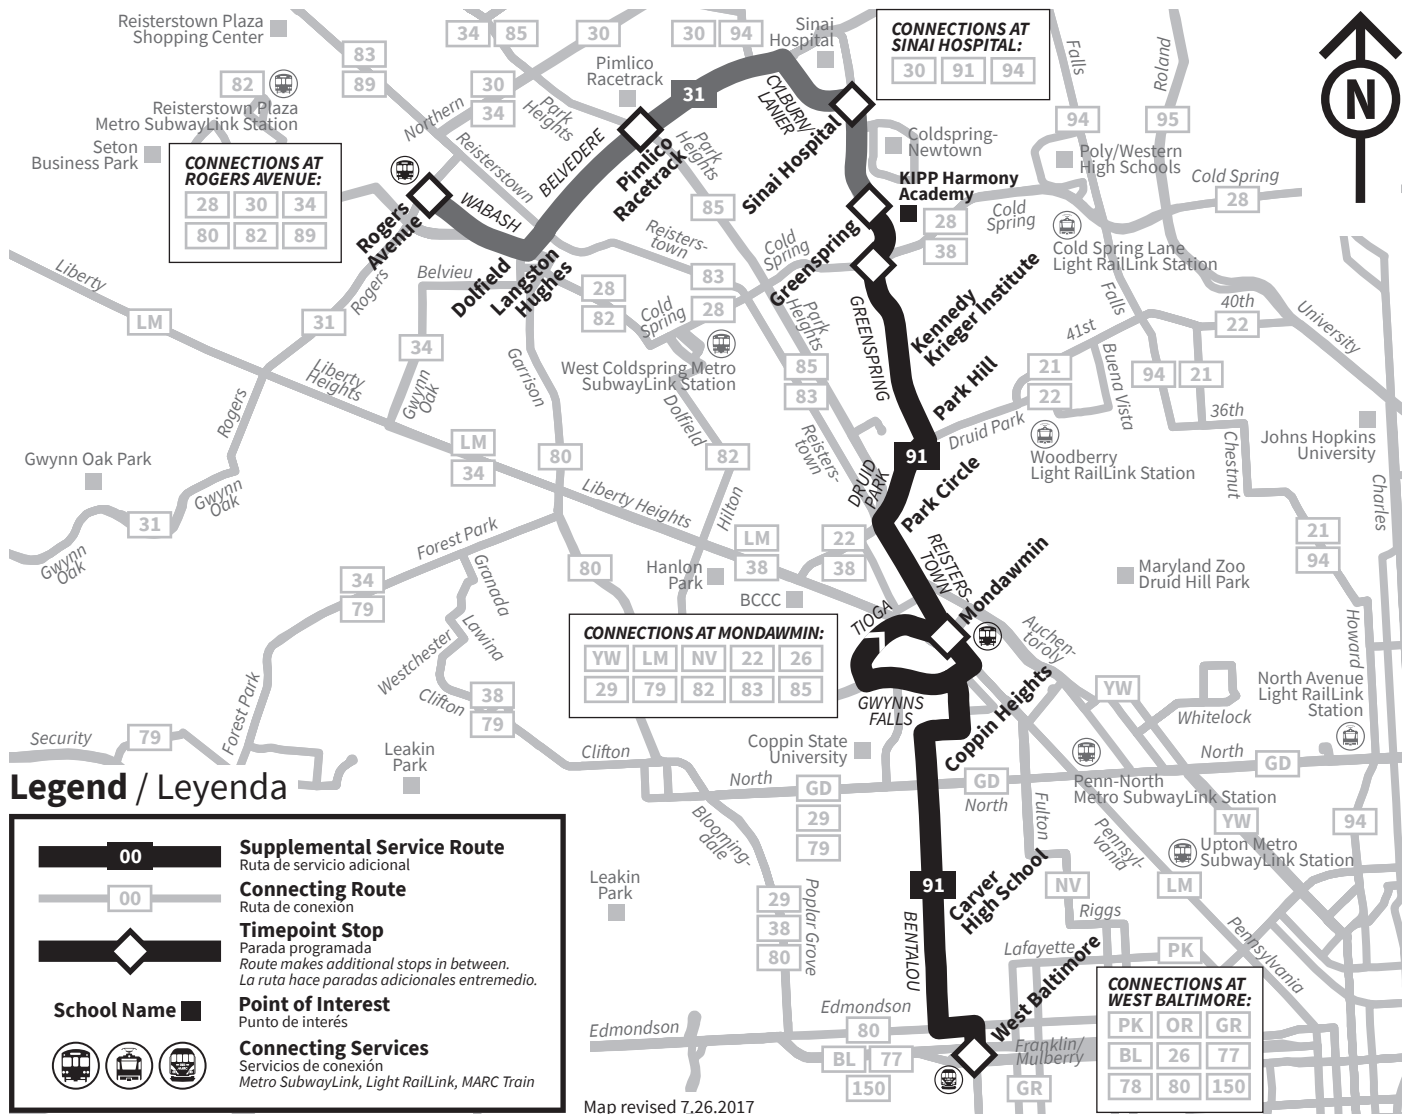 Reisterstown Plaza
Shopping Center
83
89
34
85
30
30
94
Sinai
Hospital
CONNECTIONS AT
SINAI HOSPITAL:
30
91
94
Falls
Roland
N
82
Reisterstown Plaza
Metro SubwayLink Station
Seton
Business Park
Northern
30
34
Park
Heights
Pimlico
Racetrack
31
CYLBURN/
LANIER
94
95
Coldspring-
Newtown
Poly/Western
High Schools
CONNECTIONS AT
ROGERS AVENUE:
28
30
34
80
82
89
Reisterstown
BELVEDERE
Pimlico
Racetrack
Park
Heights
Sinai Hospital
KIPP Harmony
Academy
Cold Spring
28
Rogers
Avenue
WABASH
85
28
38
Cold
Spring
Cold Spring Lane
Light RailLink Station
Liberty
Rogers
Belvieu
Dolfield
Langston
Hughes
Reisters-
town
83
Cold
Spring
Greenspring
LM
31
28
82
Cold
Spring
28
Park
Heights
GREENSPRING
Kennedy
Krieger Institute
Falls
40th
22
University
41st
34
Gwynn
Oak
Garrison
West Coldspring Metro
SubwayLink Station
Liberty
Heights
85
83
Park Hill
21
22
Buena Vista
94
21
36th
Rogers
Dolfield
Reisters-
town
Druid Park
Woodberry
Light RailLink Station
Chestnut
Johns Hopkins
University
Gwynn Oak Park
LM
34
80
82
91
DRUID
PARK
Park Circle
Charles
Gwynn
Oak
31
Gwynn
Oak
Liberty Heights
Hilton
21
94
Forest Park
Granada
80
LM
38
22
38
REISTERS-
TOWN
Mondawmin
Hanlon
Park
BCCC
Maryland Zoo
Druid Hill Park
34
79
TIOGA
Auchen-
toroly
Howard
Lawina
Westchester
CONNECTIONS AT MONDAWMIN:
YW
LM
NV
22
26
29
79
82
83
85
Clifton
38
79
GWYNNS
FALLS
Coppin Heights
YW
Whitelock
North Avenue
Light RailLink
Station
Forest Park
Security
79
Leakin
Park
Clifton
Coppin State
University
North
GD
29
79
GD
North
North
GD
Penn-North
Metro SubwayLink Station
Blooming-
dale
Fulton
Pennsyl-
vania
YW
94
Upton Metro
SubwayLink Station
Legend / Leyenda
00
Supplemental Service Route
Ruta de servicio adicional
00
Connecting Route
Ruta de conexión
Timepoint Stop
Parada programada
Route makes additional stops in between.
La ruta hace paradas adicionales entremedio.
School Name
Point of Interest
Punto de interés
Connecting Services
Servicios de conexión
Metro SubwayLink, Light RailLink, MARC Train
Leakin
Park
29
38
80
Poplar Grove
91
BENTALOU
Carver
High School
NV
LM
Riggs
Lafayette
PK
Pennsylvania
West Baltimore
CONNECTIONS AT
WEST BALTIMORE:
PK
OR
GR
BL
26
77
78
80
150
Edmondson
Edmondson
80
BL
77
150
Franklin/
Mulberry
GR
Map revised 7.26.2017